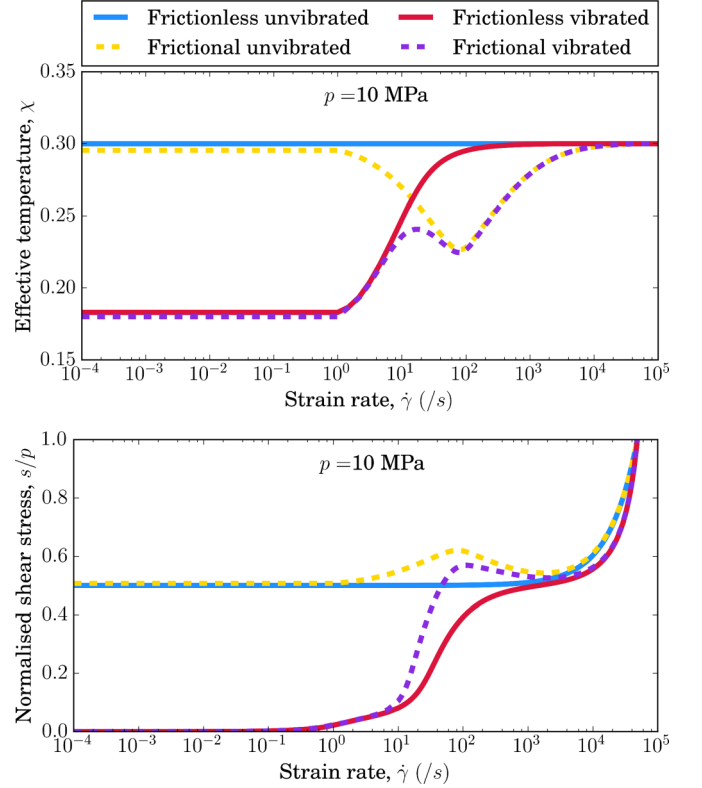 Frictionless unvibrated
Frictionless vibrated
Frictional unvibrated
Frictional vibrated
0.35
p =10 MPa
0.30
0.25
0.20
0.15
Effective temperature, χ
10⁻⁴ 10⁻³ 10⁻² 10⁻¹ 10⁰ 10¹ 10² 10³ 10⁴ 10⁵
Strain rate, γ̇ (/s)
1.0
p =10 MPa
0.8
0.6
0.4
0.2
0.0
Normalised shear stress, s/p
10⁻⁴ 10⁻³ 10⁻² 10⁻¹ 10⁰ 10¹ 10² 10³ 10⁴ 10⁵
Strain rate, γ̇ (/s)